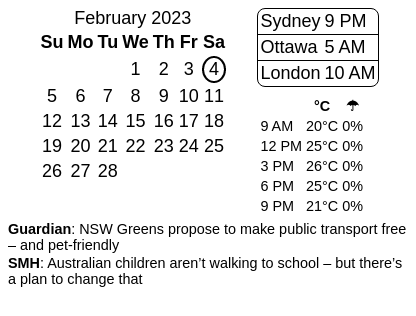 February 2023
Su Mo Tu We Th Fr Sa
1 2 3 4
5 6 7 8 9 10 11
12 13 14 15 16 17 18
19 20 21 22 23 24 25
26 27 28
Sydney 9 PM
Ottawa 5 AM
London 10 AM
°C ☂
9 AM 20°C 0%
12 PM 25°C 0%
3 PM 26°C 0%
6 PM 25°C 0%
9 PM 21°C 0%
Guardian: NSW Greens propose to make public transport free
– and pet-friendly
SMH: Australian children aren’t walking to school – but there’s
a plan to change that